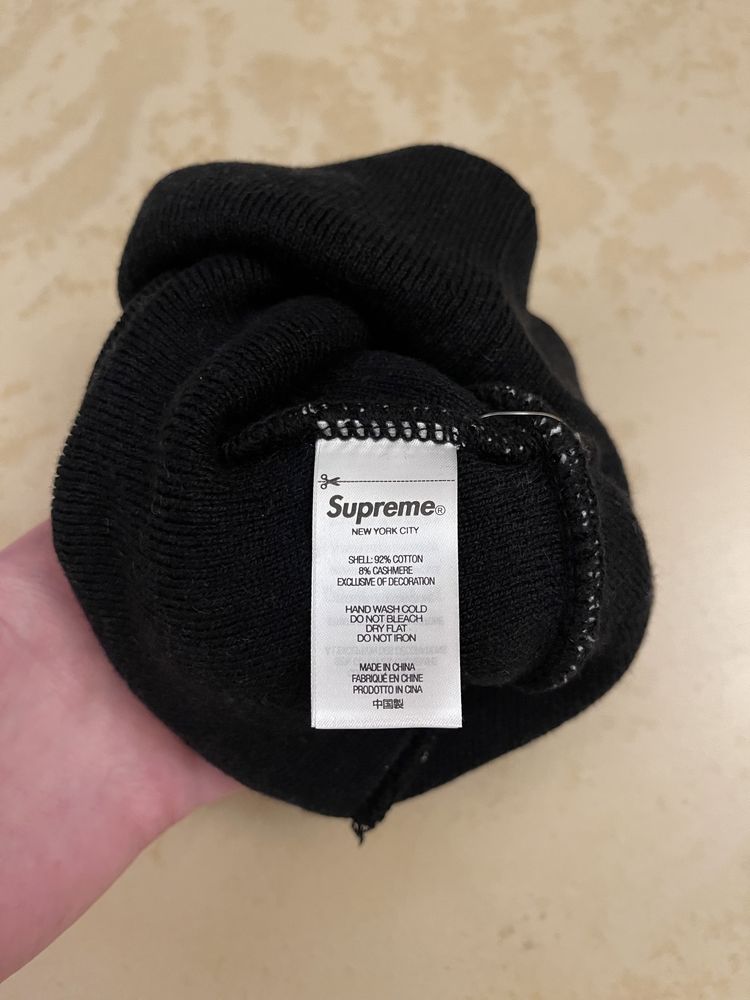 Supreme®
NEW YORK CITY
SHELL: 92% COTTON
8% CASHMERE
EXCLUSIVE OF DECORATION
HAND WASH COLD
DO NOT BLEACH
DRY FLAT
DO NOT IRON
MADE IN CHINA
FABRIQUÉ EN CHINE
PRODOTTO IN CINA
中国製